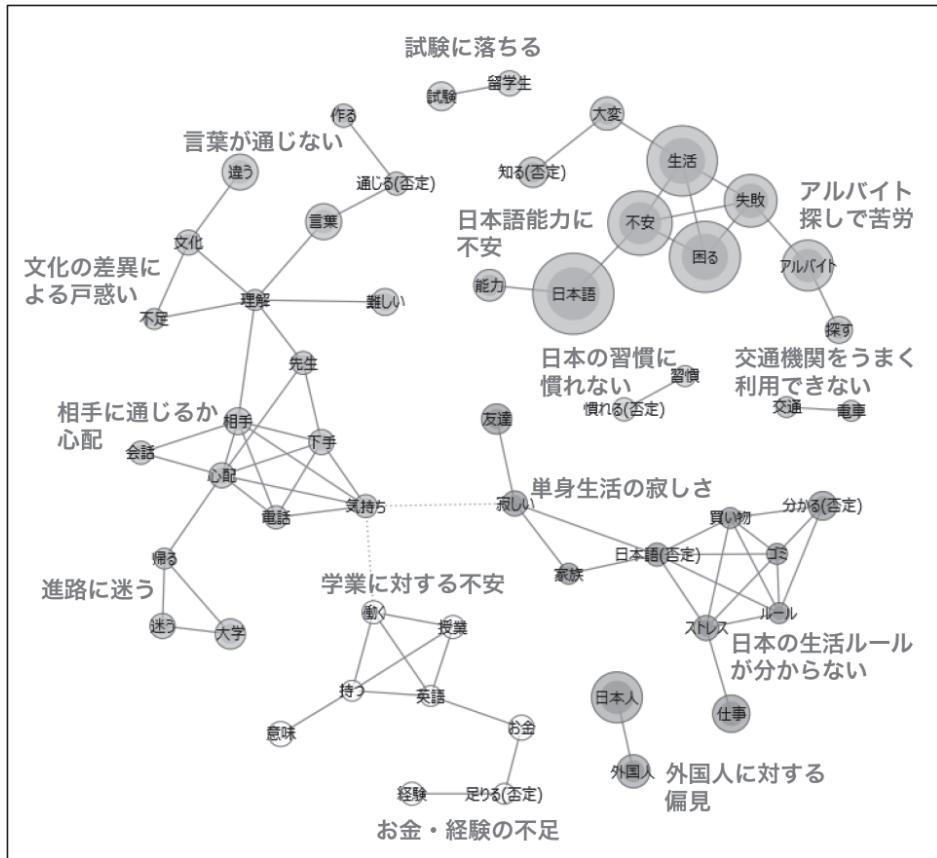 試験に落ちる
試験
留学生
作る
言葉が通じない
違う
通じる(否定)
言葉
文化
文化の差異に
よる戸惑い
不足
理解
難しい
先生
相手に通じるか
心配
相手
会話
下手
心配
電話
気持ち
帰る
進路に迷う
迷う
大学
大変
知る(否定)
生活
失敗
不安
困る
アルバイト
探しで苦労
アルバイト
探す
日本語能力に
不安
能力
日本語
日本の習慣に
慣れない
習慣
慣れる(否定)
交通機関をうまく
利用できない
交通
電車
友達
寂しい
単身生活の寂しさ
家族
日本語(否定)
買い物
分かる(否定)
ゴミ
ルール
ストレス
日本の生活ルール
が分からない
仕事
学業に対する不安
働く
授業
持つ
英語
意味
お金
経験
足りる(否定)
お金・経験の不足
日本人
外国人
外国人に対する
偏見